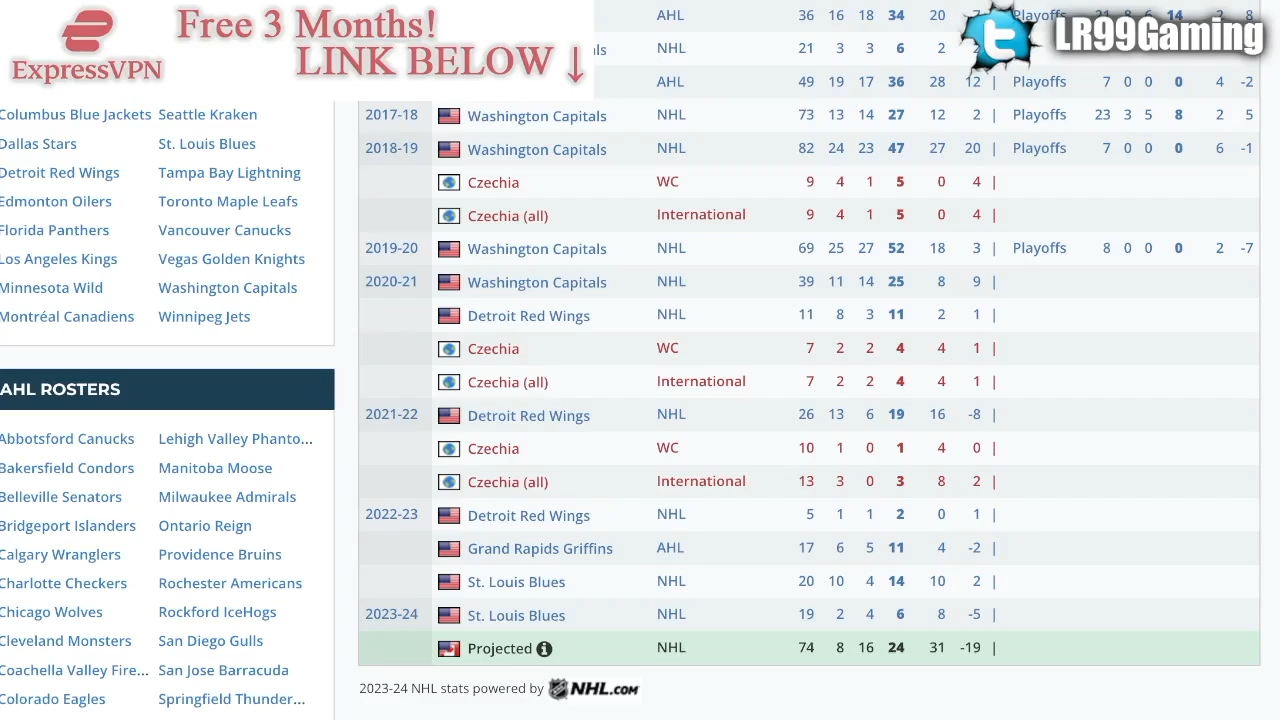 Free 3 Months!
LINK BELOW ↓
ExpressVPN
LR99Gaming
AHL 36 16 18 34 20 Playoffs 14 8
NHL 21 3 3 6 2
AHL 49 19 17 36 28 12 | Playoffs 7 0 0 0 4 -2
2017-18 Washington Capitals NHL 73 13 14 27 12 2 | Playoffs 23 3 5 8 2 5
2018-19 Washington Capitals NHL 82 24 23 47 27 20 | Playoffs 7 0 0 0 6 -1
Czechia WC 9 4 1 5 0 4 |
Czechia (all) International 9 4 1 5 0 4 |
2019-20 Washington Capitals NHL 69 25 27 52 18 3 | Playoffs 8 0 0 0 2 -7
2020-21 Washington Capitals NHL 39 11 14 25 8 9 |
Detroit Red Wings NHL 11 8 3 11 2 1 |
Czechia WC 7 2 2 4 4 1 |
Czechia (all) International 7 2 2 4 4 1 |
2021-22 Detroit Red Wings NHL 26 13 6 19 16 -8 |
Czechia WC 10 1 0 1 4 0 |
Czechia (all) International 13 3 0 3 8 2 |
2022-23 Detroit Red Wings NHL 5 1 1 2 0 1 |
Grand Rapids Griffins AHL 17 6 5 11 4 -2 |
St. Louis Blues NHL 20 10 4 14 10 2 |
2023-24 St. Louis Blues NHL 19 2 4 6 8 -5 |
Projected NHL 74 8 16 24 31 -19 |
2023-24 NHL stats powered by NHL.COM
Columbus Blue Jackets Seattle Kraken
Dallas Stars St. Louis Blues
Detroit Red Wings Tampa Bay Lightning
Edmonton Oilers Toronto Maple Leafs
Florida Panthers Vancouver Canucks
Los Angeles Kings Vegas Golden Knights
Minnesota Wild Washington Capitals
Montréal Canadiens Winnipeg Jets
AHL ROSTERS
Abbotsford Canucks Lehigh Valley Phanto...
Bakersfield Condors Manitoba Moose
Belleville Senators Milwaukee Admirals
Bridgeport Islanders Ontario Reign
Calgary Wranglers Providence Bruins
Charlotte Checkers Rochester Americans
Chicago Wolves Rockford IceHogs
Cleveland Monsters San Diego Gulls
Coachella Valley Fire... San Jose Barracuda
Colorado Eagles Springfield Thunder...